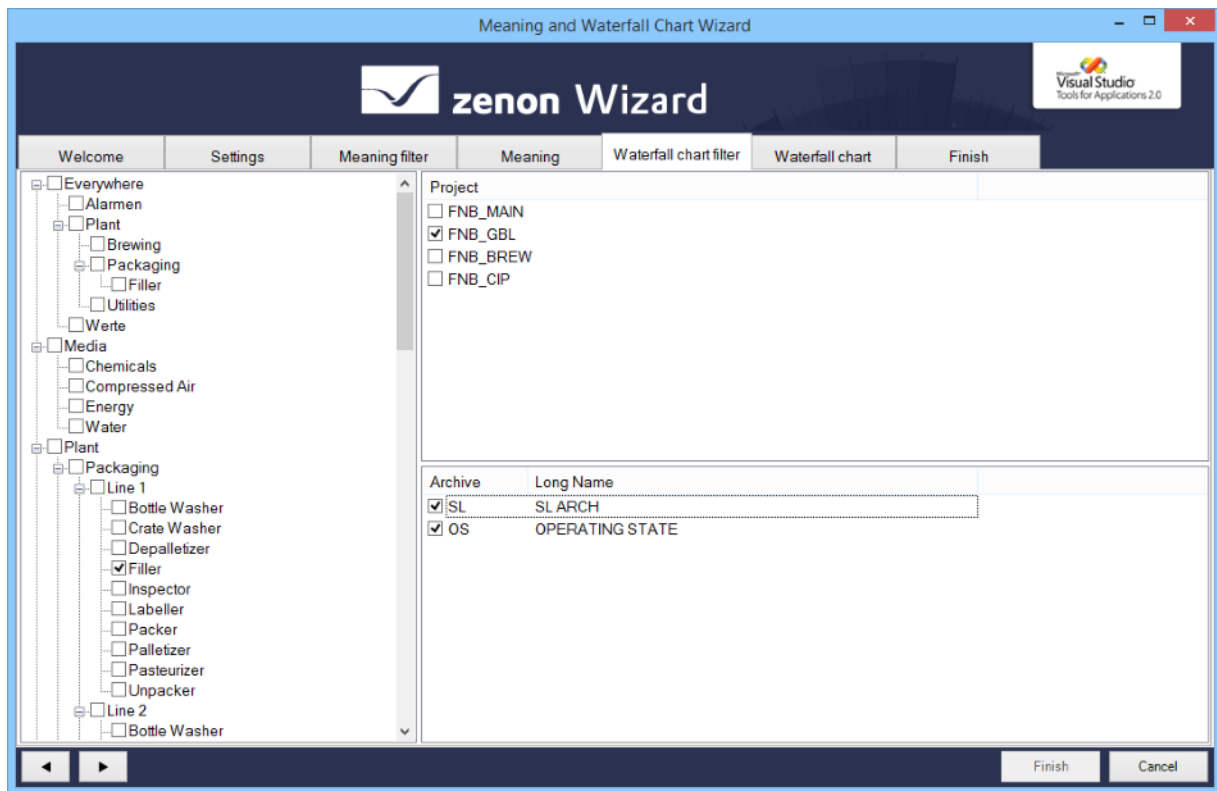 Meaning and Waterfall Chart Wizard
zenon Wizard
Microsoft
Visual Studio
Tools for Applications 2.0
Welcome Settings Meaning filter Meaning Waterfall chart filter Waterfall chart Finish
Everywhere
Alarmen
Plant
Brewing
Packaging
Filler
Utilities
Werte
Media
Chemicals
Compressed Air
Energy
Water
Plant
Packaging
Line 1
Bottle Washer
Crate Washer
Depalletizer
Filler
Inspector
Labeller
Packer
Palletizer
Pasteurizer
Unpacker
Line 2
Bottle Washer
Project
FNB_MAIN
FNB_GBL
FNB_BREW
FNB_CIP
Archive Long Name
SL SL ARCH
OS OPERATING STATE
Finish Cancel